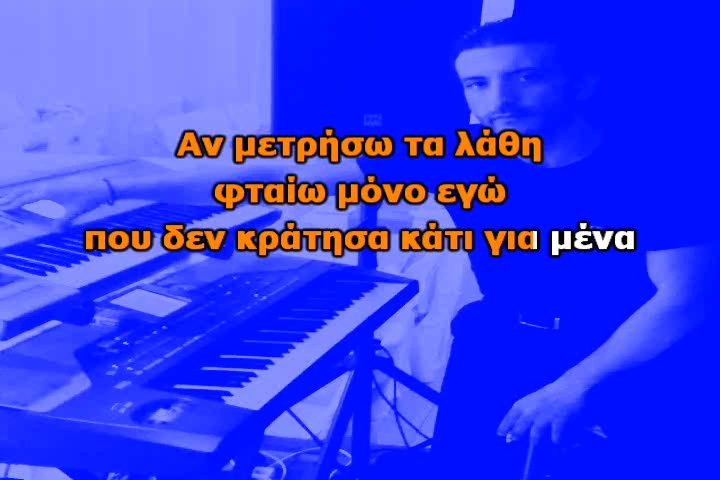 Αν μετρήσω τα λάθη
φταίω μόνο εγώ
που δεν κράτησα κάτι για μένα